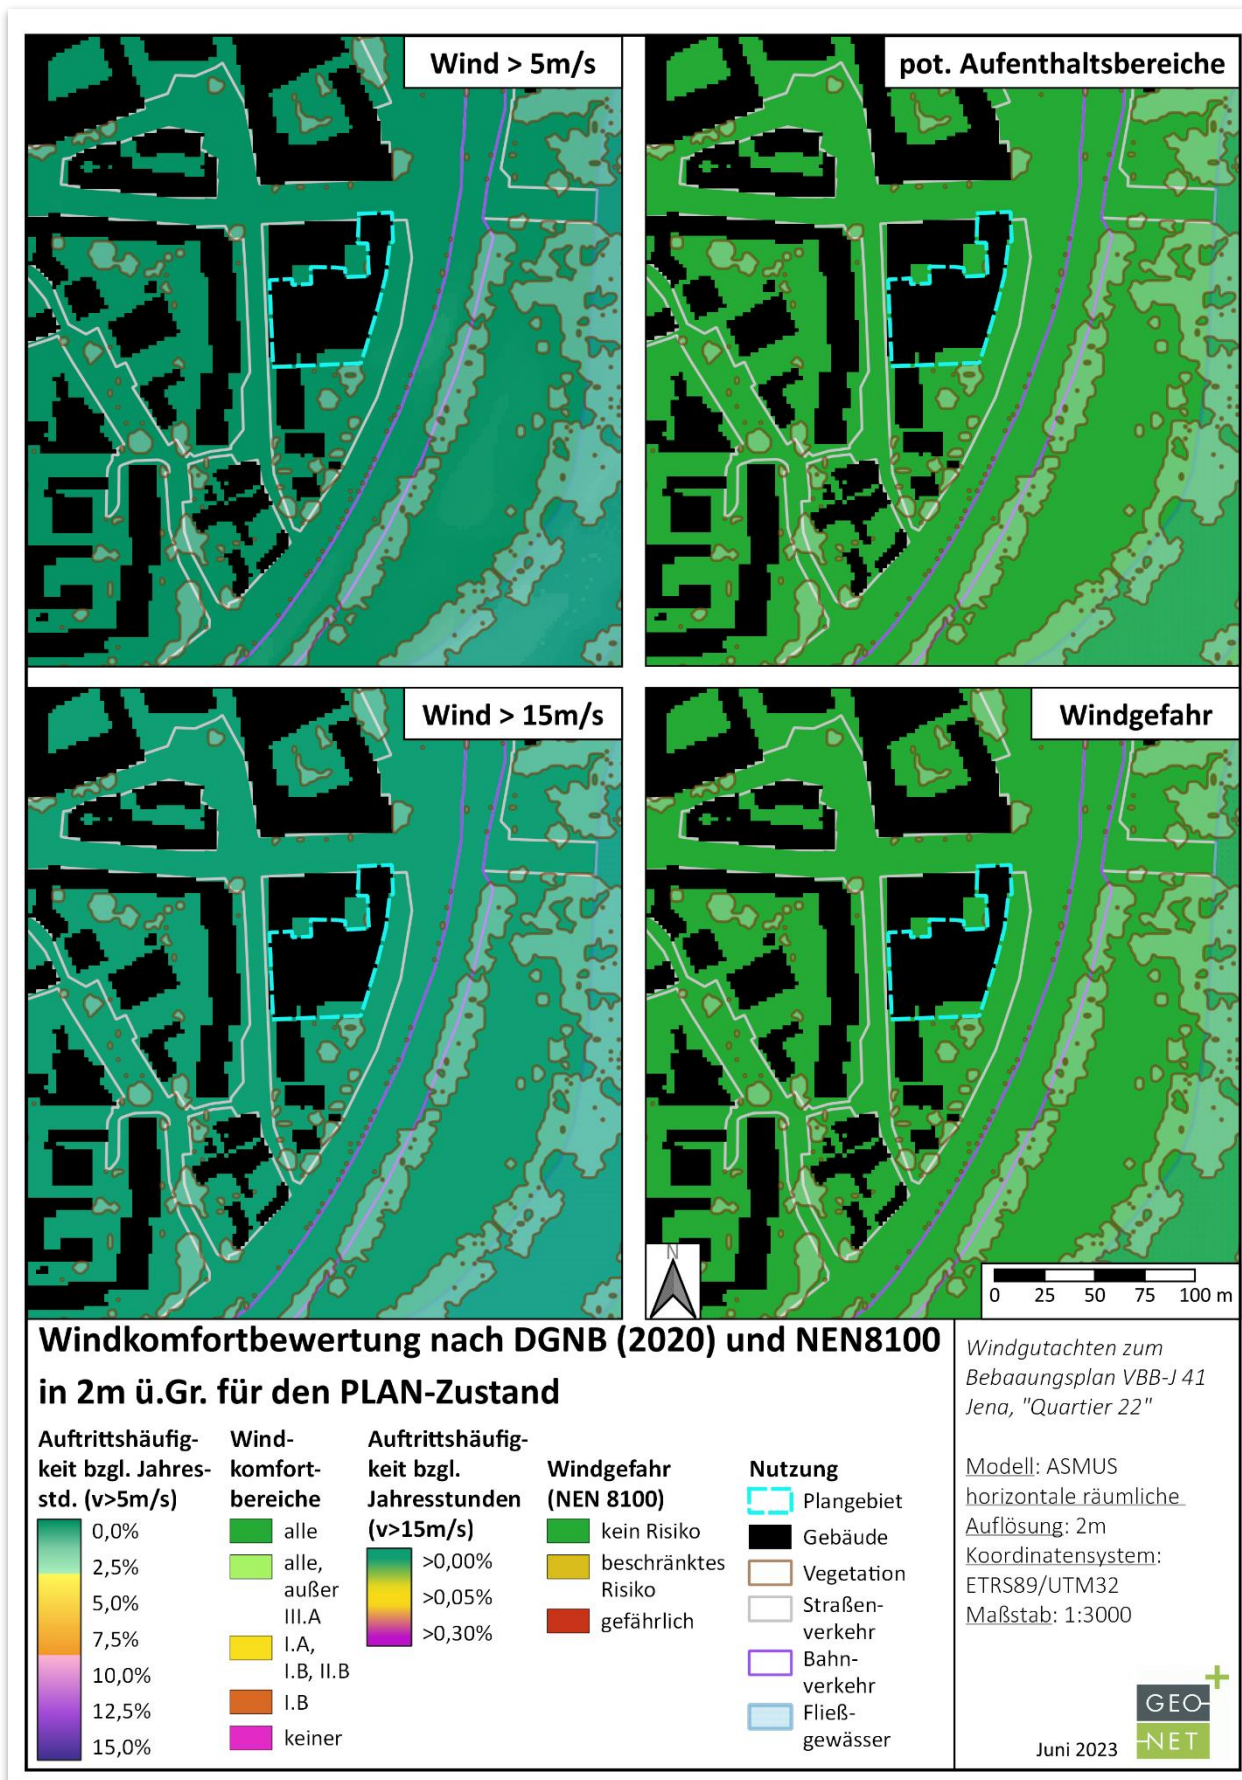 Wind > 5m/s
pot. Aufenthaltsbereiche
Wind > 15m/s
Windgefahr
N
0 25 50 75 100 m
Windkomfortbewertung nach DGNB (2020) und NEN8100
in 2m ü.Gr. für den PLAN-Zustand
Auftrittshäufig-
keit bzgl. Jahres-
std. (v>5m/s)
0,0%
2,5%
5,0%
7,5%
10,0%
12,5%
15,0%
Wind-
komfort-
bereiche
alle
alle,
außer
III.A
I.A,
I.B, II.B
I.B
keiner
Auftrittshäufig-
keit bzgl.
Jahresstunden
(v>15m/s)
>0,00%
>0,05%
>0,30%
Windgefahr
(NEN 8100)
kein Risiko
beschränktes
Risiko
gefährlich
Nutzung
Plangebiet
Gebäude
Vegetation
Straßen-
verkehr
Bahn-
verkehr
Fließ-
gewässer
Windgutachten zum
Bebaauungsplan VBB-J 41
Jena, "Quartier 22"
Modell: ASMUS
horizontale räumliche
Auflösung: 2m
Koordinatensystem:
ETRS89/UTM32
Maßstab: 1:3000
Juni 2023
GEO-
-NET